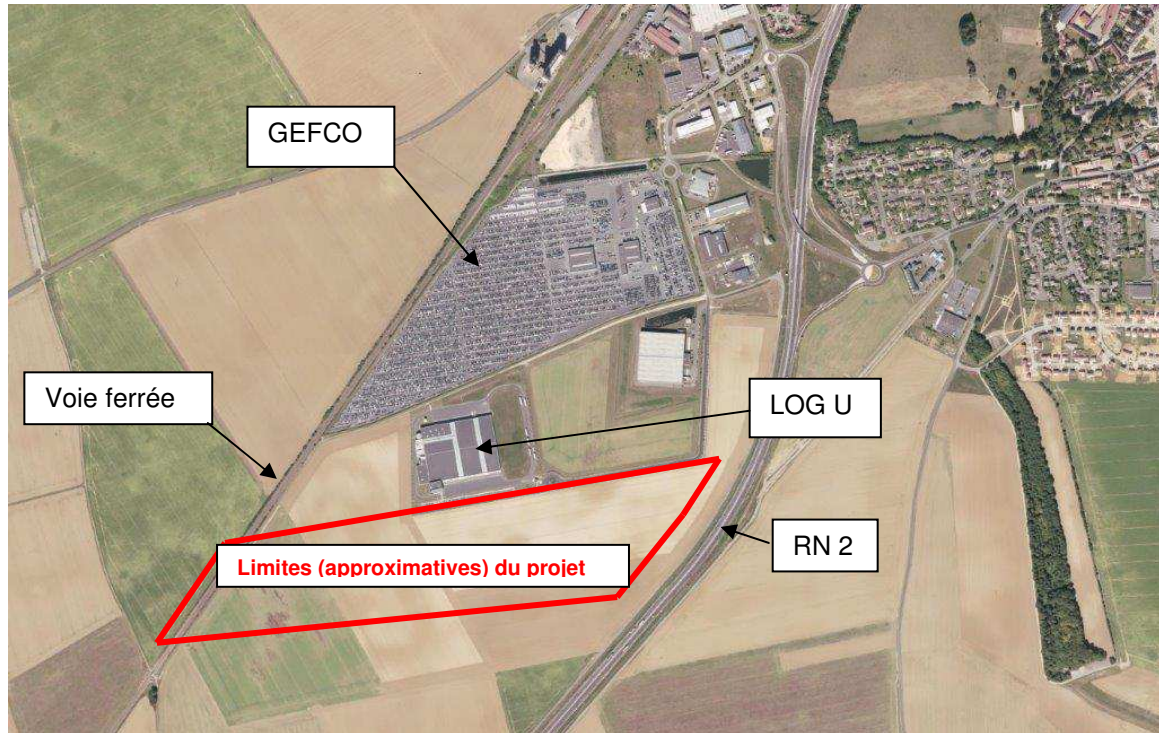 GEFCO
Voie ferrée
LOG U
RN 2
Limites (approximatives) du projet